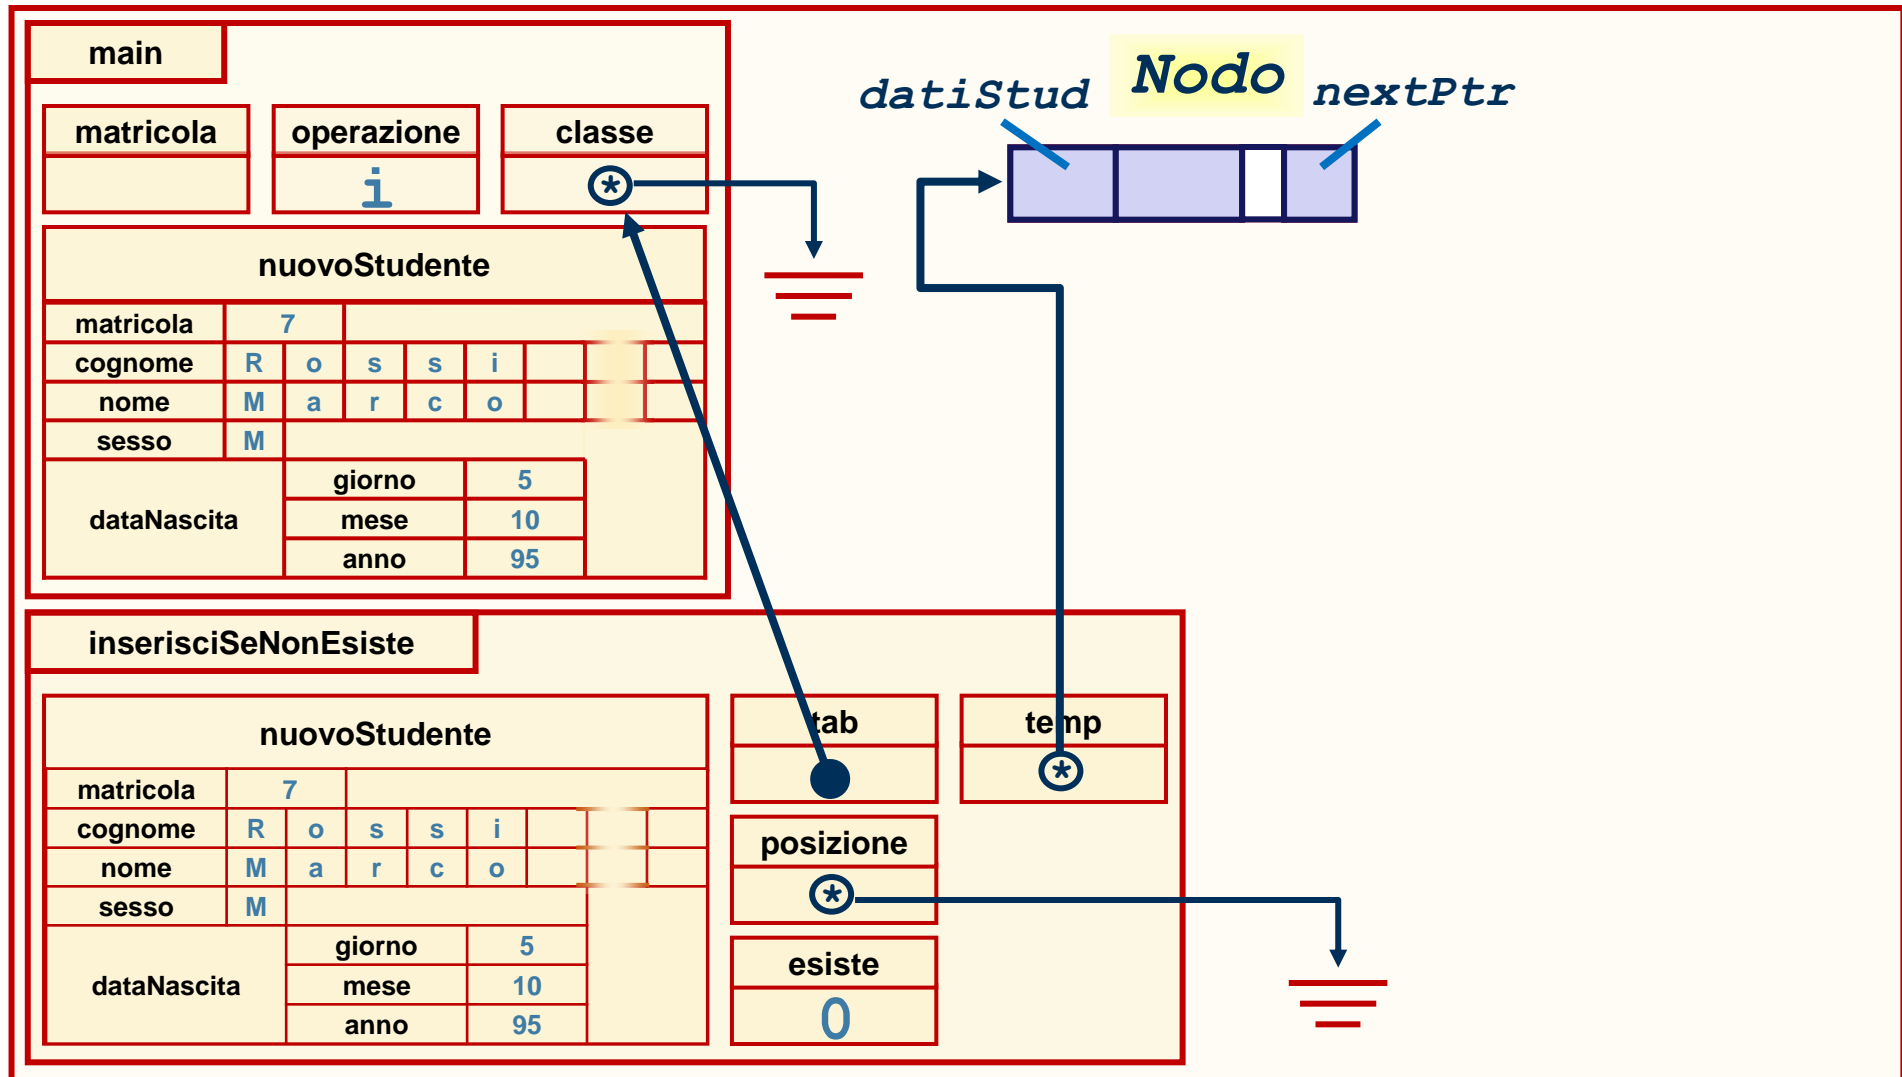 main
matricola operazione classe
i *
nuovoStudente
matricola 7
cognome R o s s i
nome M a r c o
sesso M
dataNascita giorno 5
mese 10
anno 95
datiStud Nodo nextPtr
inserisciSeNonEsiste
nuovoStudente
matricola 7
cognome R o s s i
nome M a r c o
sesso M
dataNascita giorno 5
mese 10
anno 95
tab temp
*
posizione
*
esiste
0